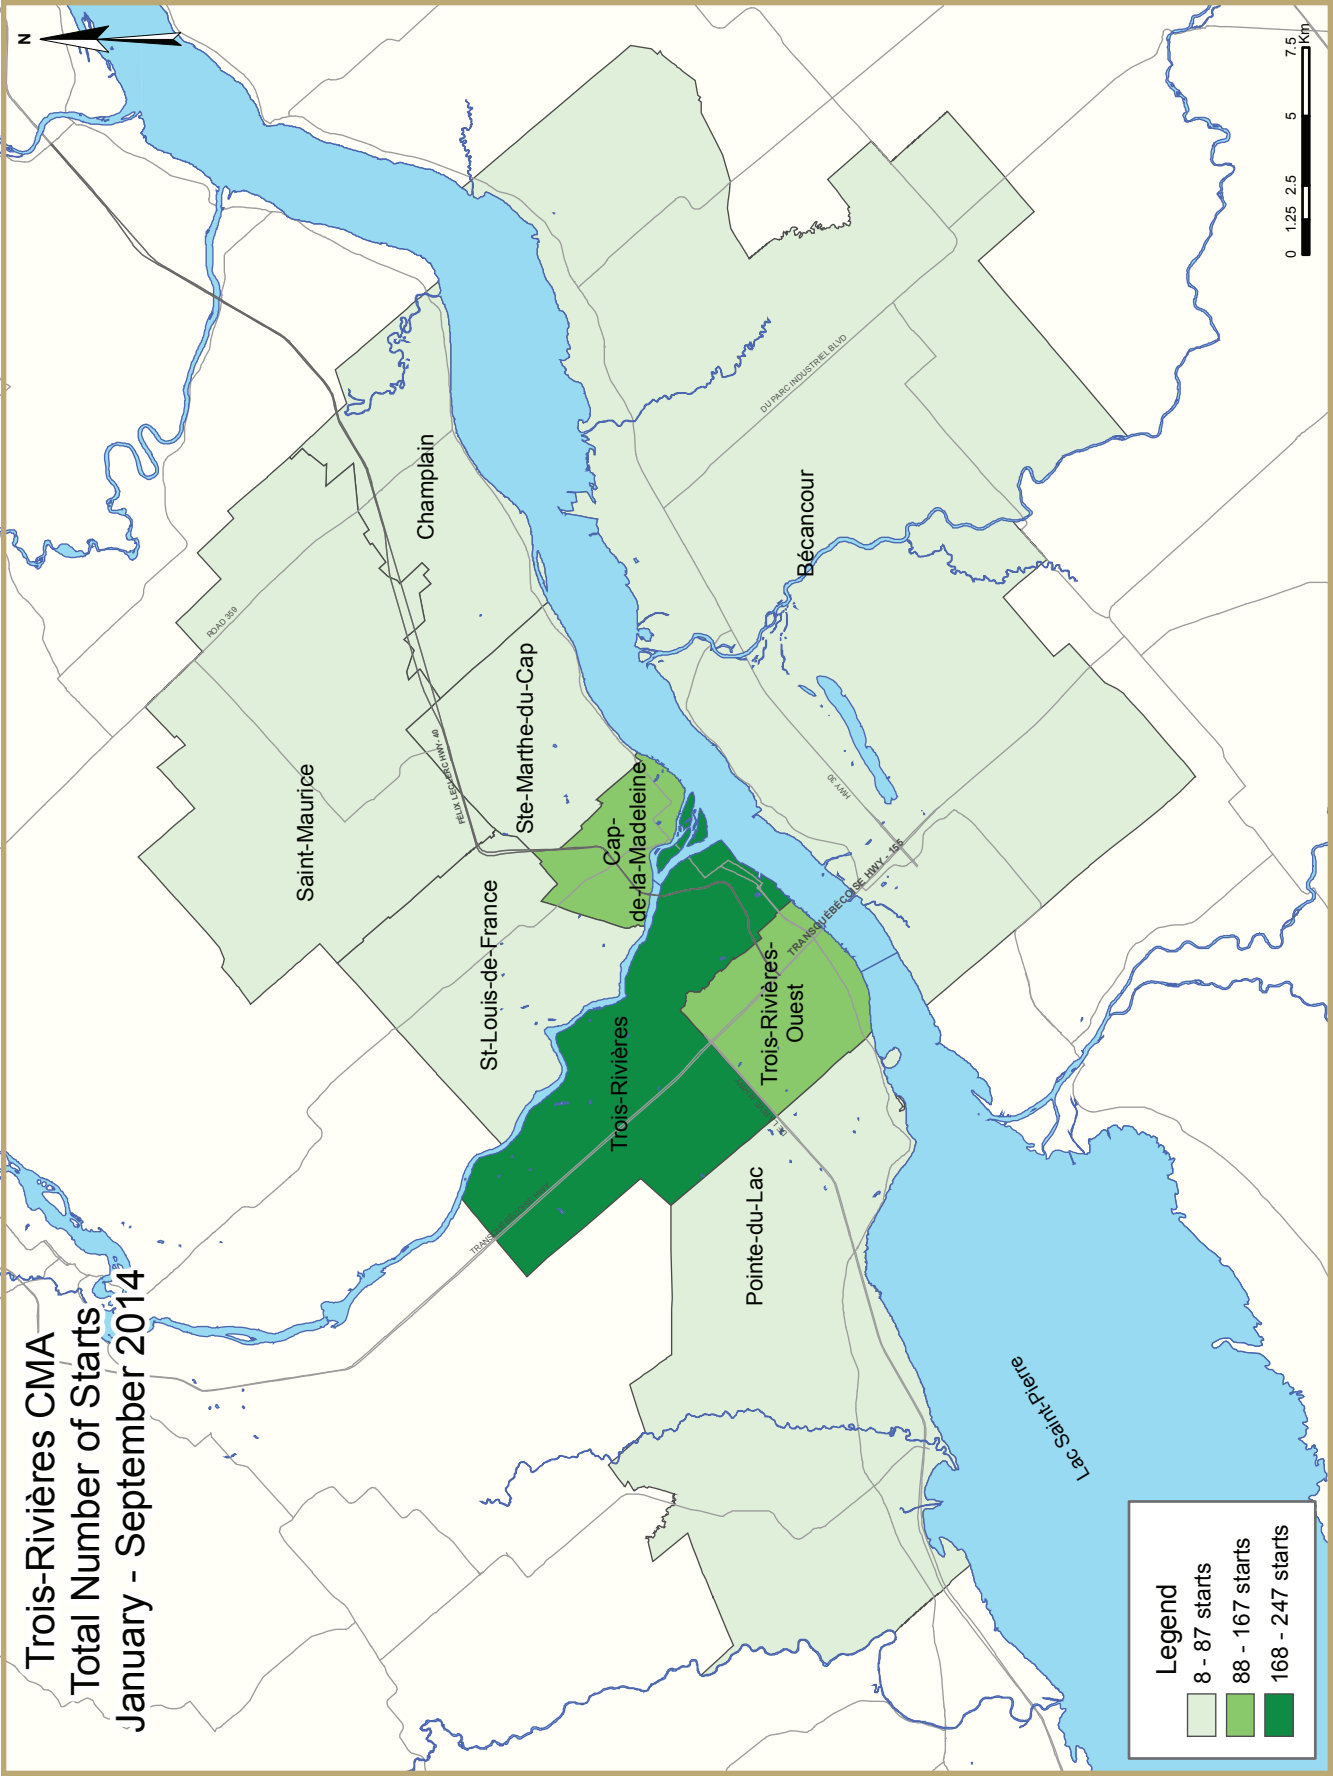 Trois-Rivières CMA
Total Number of Starts
January - September 2014
N
ROAD 359
Saint-Maurice
Champlain
FÉLIX LECLERC HWY- 40
Ste-Marthe-du-Cap
St-Louis-de-France
Cap-
de-la-Madeleine
Trois-Rivières
Trois-Rivières-
Ouest
Pointe-du-Lac
Bécancour
DU PARC INDUSTRIEL BLVD
HWY 30
TRANSQUÉBÉCOISE HWY - 155
Lac Saint-Pierre
Legend
8 - 87 starts
88 - 167 starts
168 - 247 starts
0 1.25 2.5 5 7.5
Km